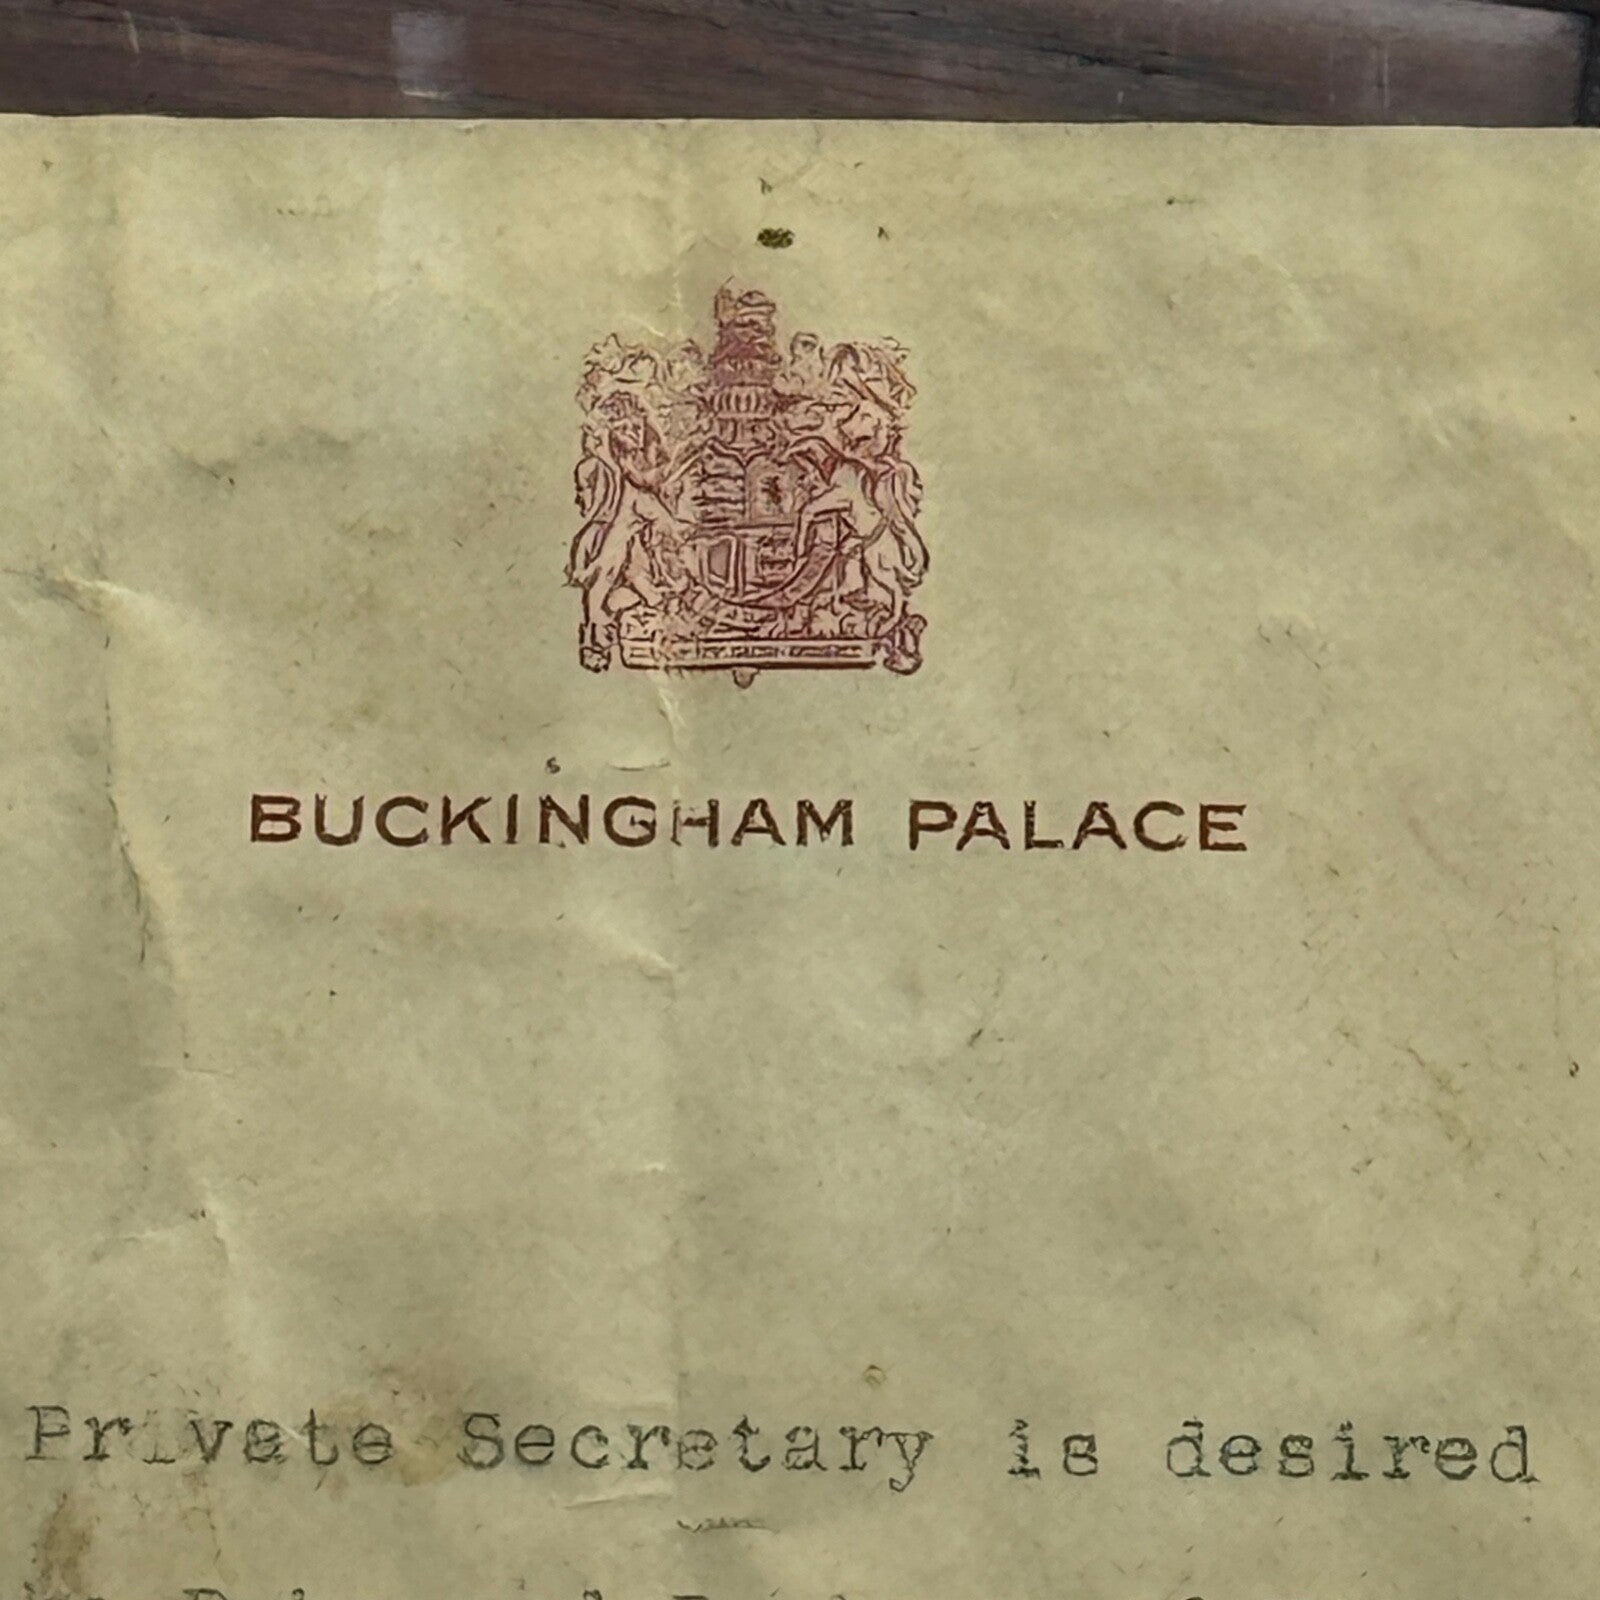 BUCKINGHAM PALACE
Private Secretary is desired